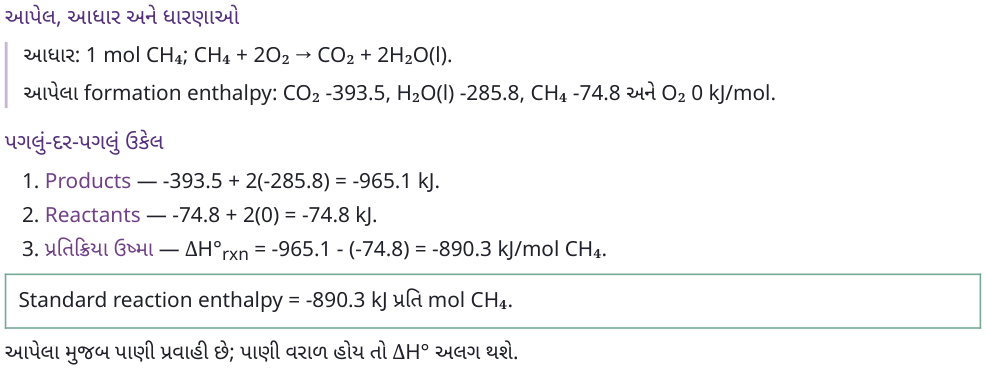 આપેલ, આધાર અને ધારણાઓ
આધાર: 1 mol CH₄; CH₄ + 2O₂ → CO₂ + 2H₂O(l).
આપેલા formation enthalpy: CO₂ -393.5, H₂O(l) -285.8, CH₄ -74.8 અને O₂ 0 kJ/mol.
પગલું-દર-પગલું ઉકેલ
1. Products — -393.5 + 2(-285.8) = -965.1 kJ.
2. Reactants — -74.8 + 2(0) = -74.8 kJ.
3. પ્રતિક્રિયા ઉષ્મા — ΔH°rxn = -965.1 - (-74.8) = -890.3 kJ/mol CH₄.
Standard reaction enthalpy = -890.3 kJ પ્રતિ mol CH₄.
આપેલા મુજબ પાણી પ્રવાહી છે; પાણી વરાળ હોય તો ΔH° અલગ થશે.